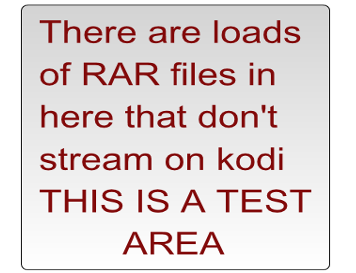 There are loads
of RAR files in
here that don't
stream on kodi
THIS IS A TEST
AREA